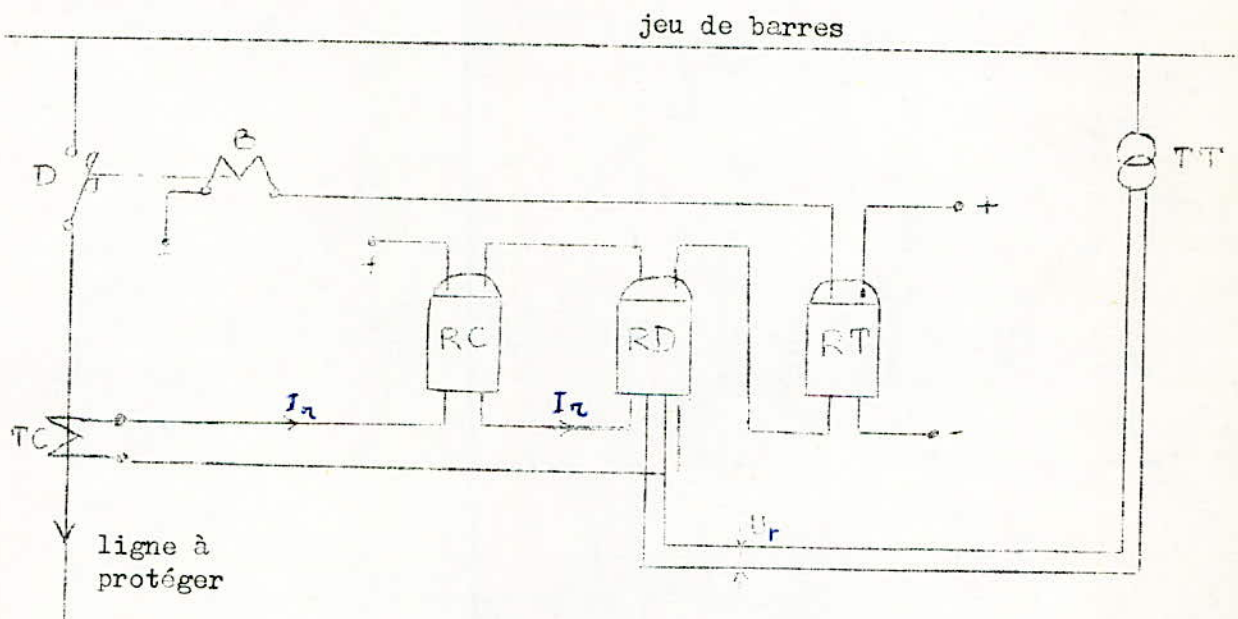 jeu de barres
B
D
TT
+
-
+
RC
RD
RT
Ir
Ir
TC
-
Ur
ligne à
protéger